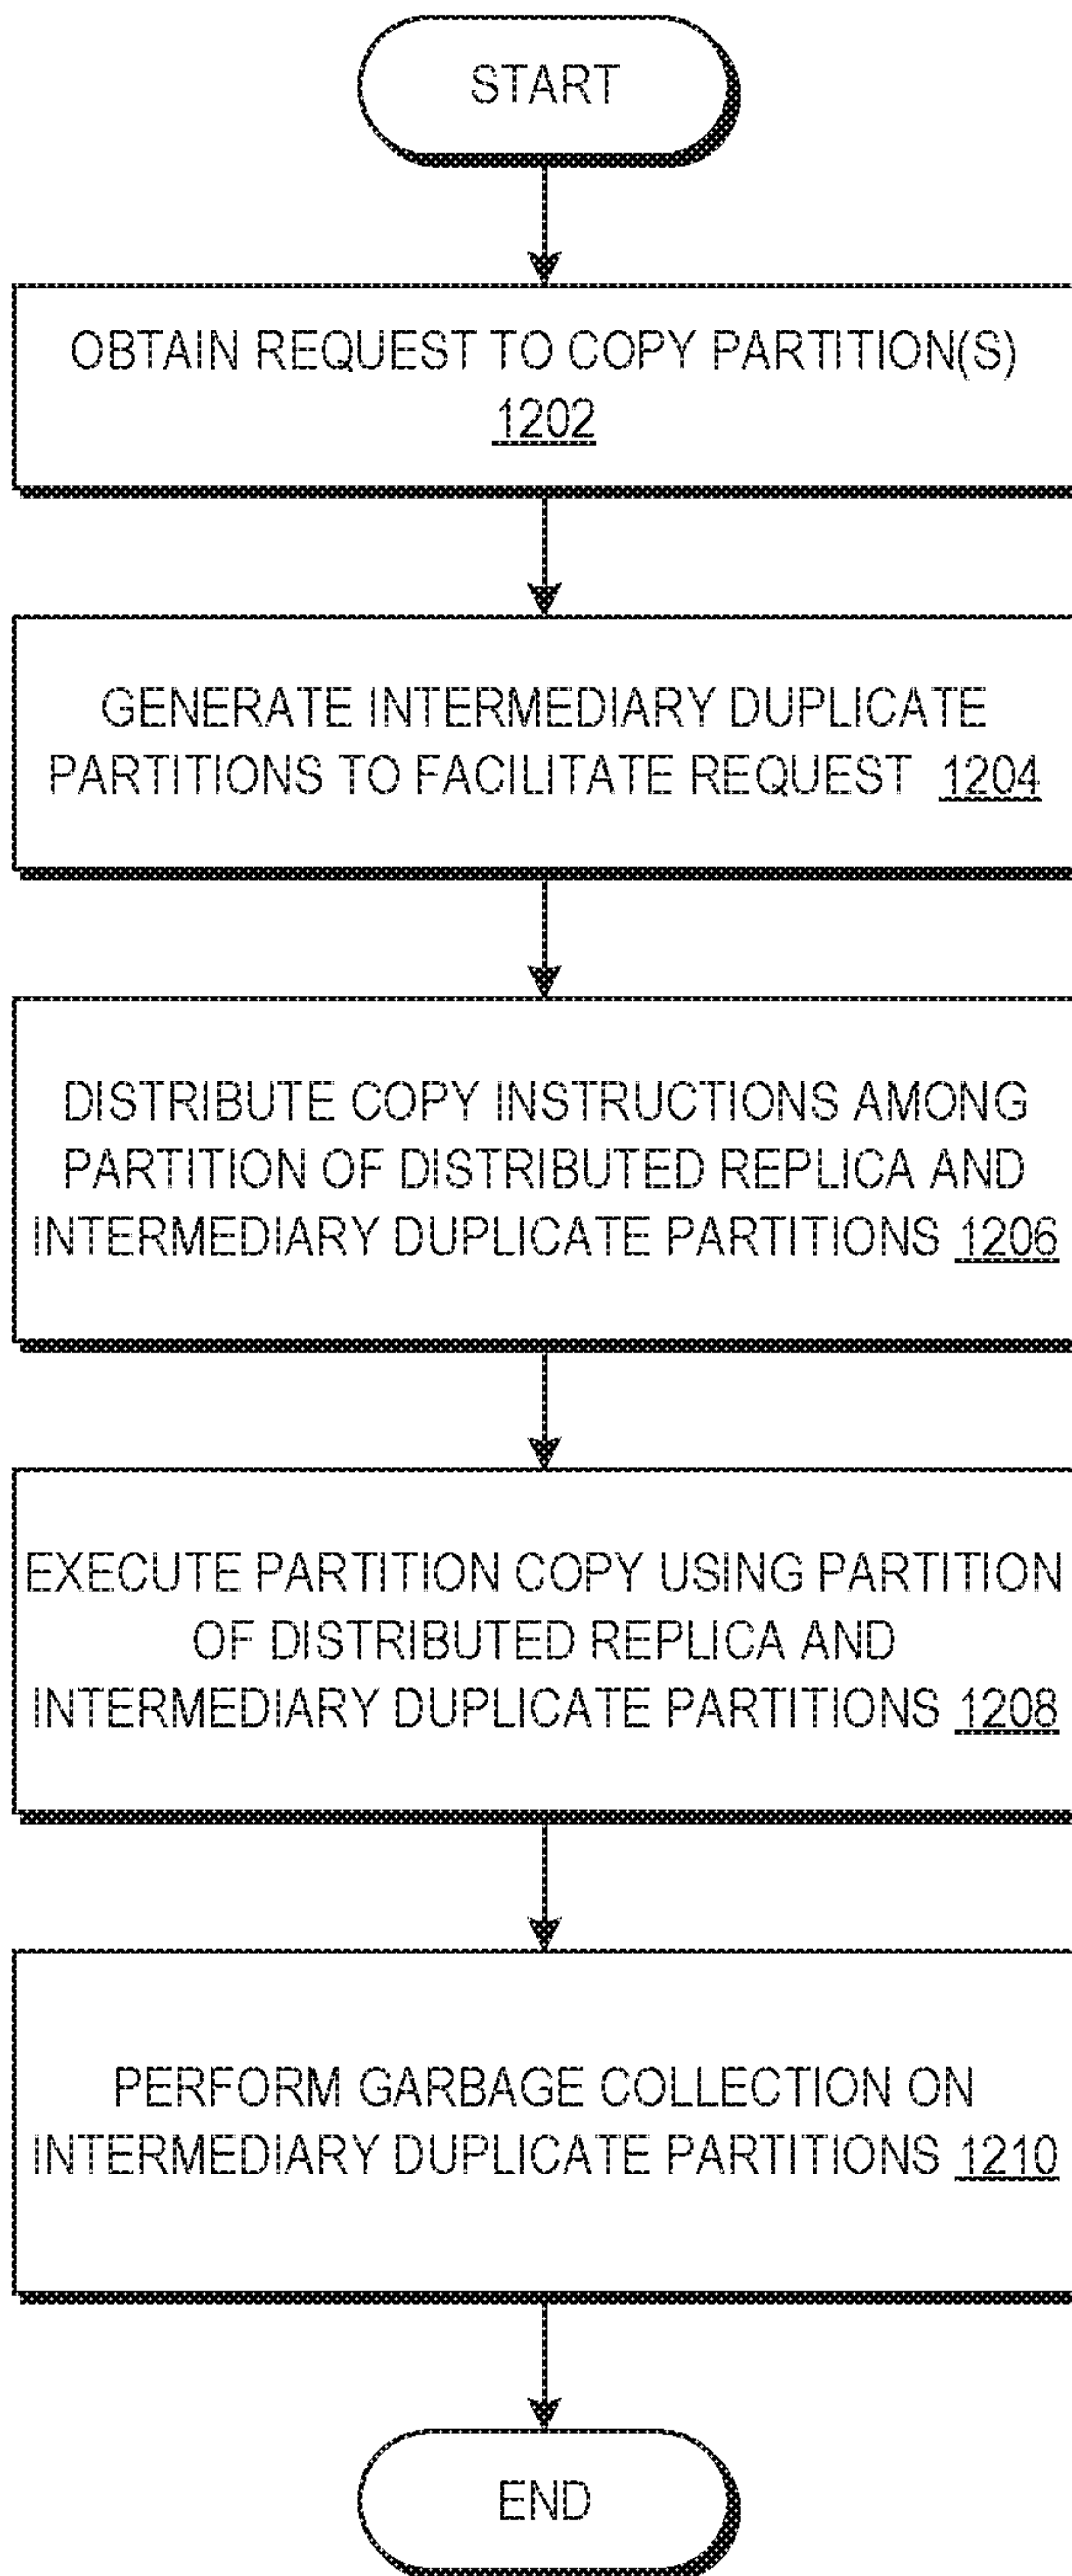 START
OBTAIN REQUEST TO COPY PARTITION(S)
1202
GENERATE INTERMEDIARY DUPLICATE
PARTITIONS TO FACILITATE REQUEST 1204
DISTRIBUTE COPY INSTRUCTIONS AMONG
PARTITION OF DISTRIBUTED REPLICA AND
INTERMEDIARY DUPLICATE PARTITIONS 1206
EXECUTE PARTITION COPY USING PARTITION
OF DISTRIBUTED REPLICA AND
INTERMEDIARY DUPLICATE PARTITIONS 1208
PERFORM GARBAGE COLLECTION ON
INTERMEDIARY DUPLICATE PARTITIONS 1210
END